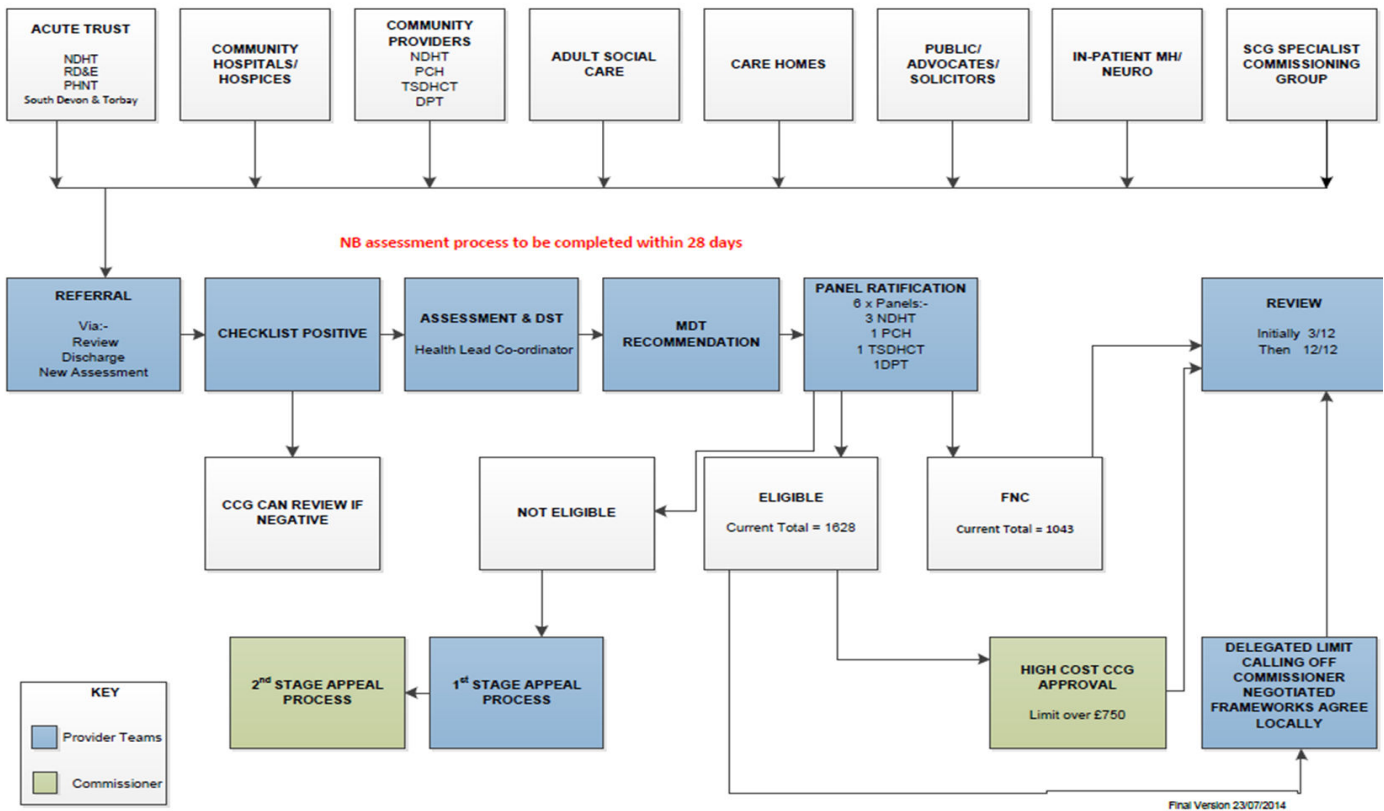 ACUTE TRUST
NDHT
RD&E
PHNT
South Devon & Torbay
COMMUNITY
HOSPITALS/
HOSPICES
COMMUNITY
PROVIDERS
NDHT
PCH
TSDHCT
DPT
ADULT SOCIAL
CARE
CARE HOMES
PUBLIC/
ADVOCATES/
SOLICITORS
IN-PATIENT MH/
NEURO
SCG SPECIALIST
COMMISSIONING
GROUP
NB assessment process to be completed within 28 days
REFERRAL
Via:-
Review
Discharge
New Assessment
CHECKLIST POSITIVE
ASSESSMENT & DST
Health Lead Co-ordinator
MDT
RECOMMENDATION
PANEL RATIFICATION
6 x Panels:-
3 NDHT
1 PCH
1 TSDHCT
1DPT
REVIEW
Initially 3/12
Then 12/12
CCG CAN REVIEW IF
NEGATIVE
NOT ELIGIBLE
ELIGIBLE
Current Total = 1628
FNC
Current Total = 1043
2nd STAGE APPEAL
PROCESS
1st STAGE APPEAL
PROCESS
HIGH COST CCG
APPROVAL
Limit over £750
DELEGATED LIMIT
CALLING OFF
COMMISSIONER
NEGOTIATED
FRAMEWORKS AGREE
LOCALLY
KEY
Provider Teams
Commissioner
Final Version 23/07/2014